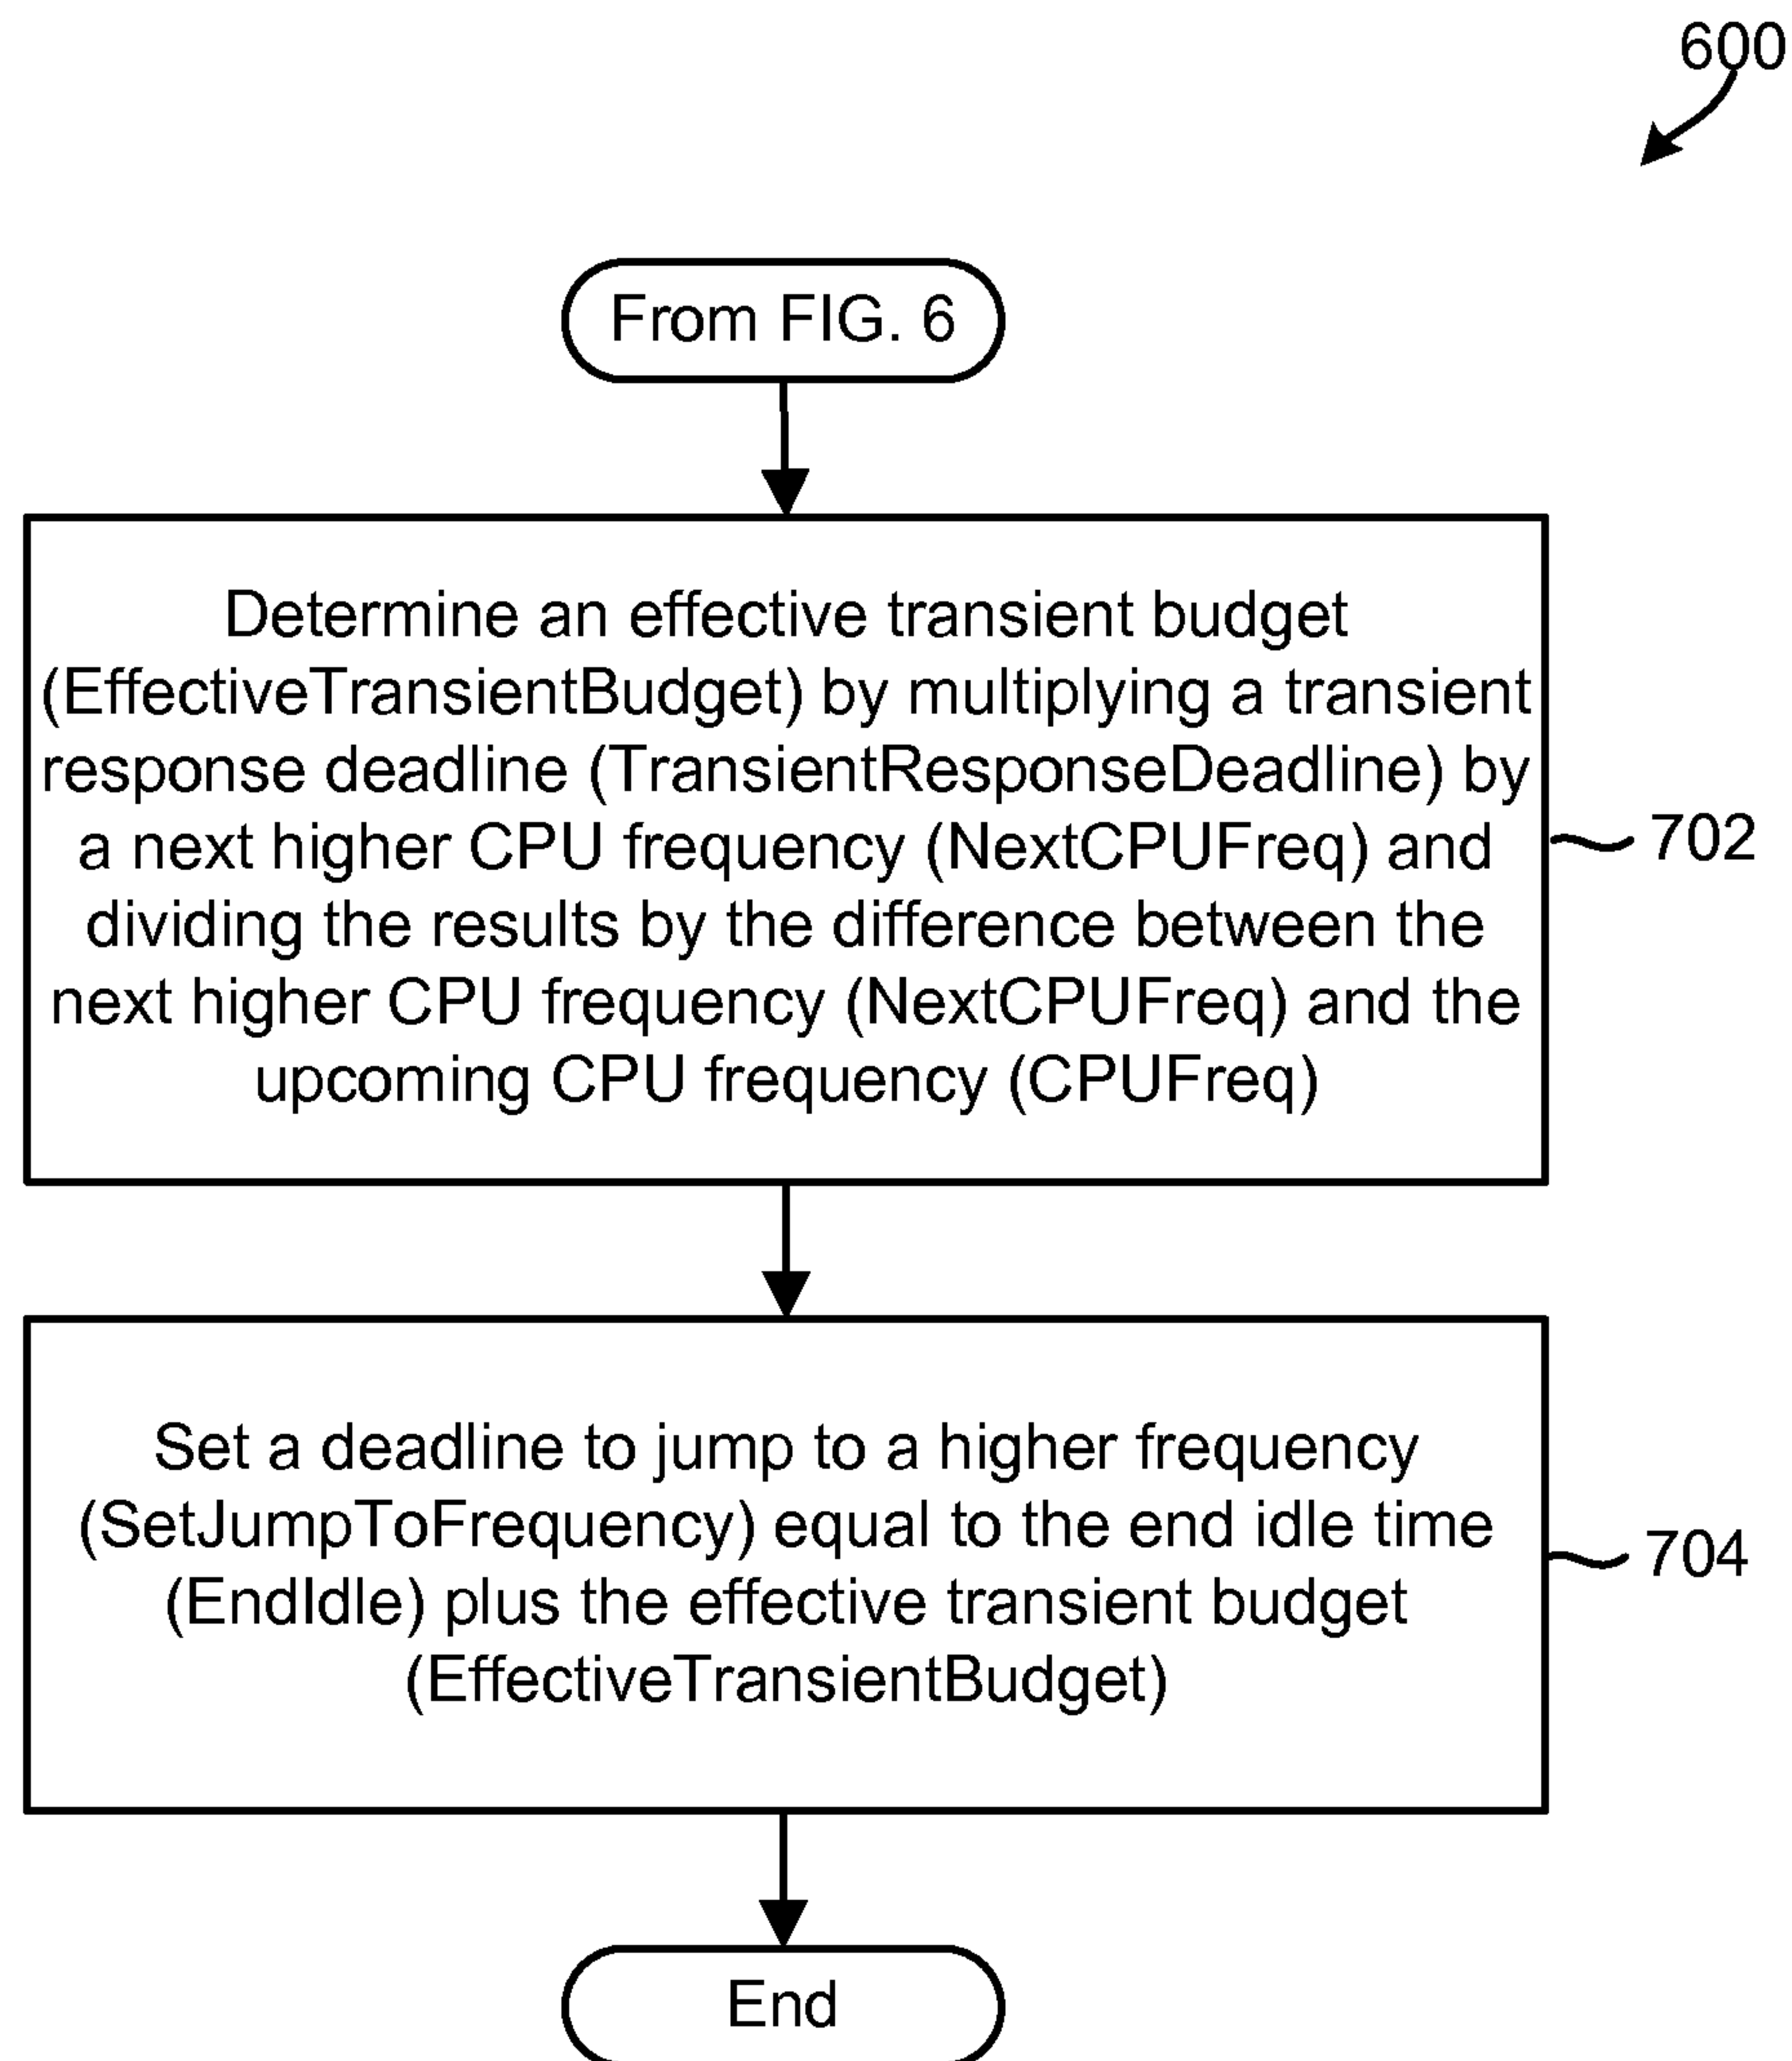 600
From FIG. 6
Determine an effective transient budget
(EffectiveTransientBudget) by multiplying a transient
response deadline (TransientResponseDeadline) by
a next higher CPU frequency (NextCPUFreq) and
dividing the results by the difference between the
next higher CPU frequency (NextCPUFreq) and the
upcoming CPU frequency (CPUFreq)
702
Set a deadline to jump to a higher frequency
(SetJumpToFrequency) equal to the end idle time
(EndIdle) plus the effective transient budget
(EffectiveTransientBudget)
704
End